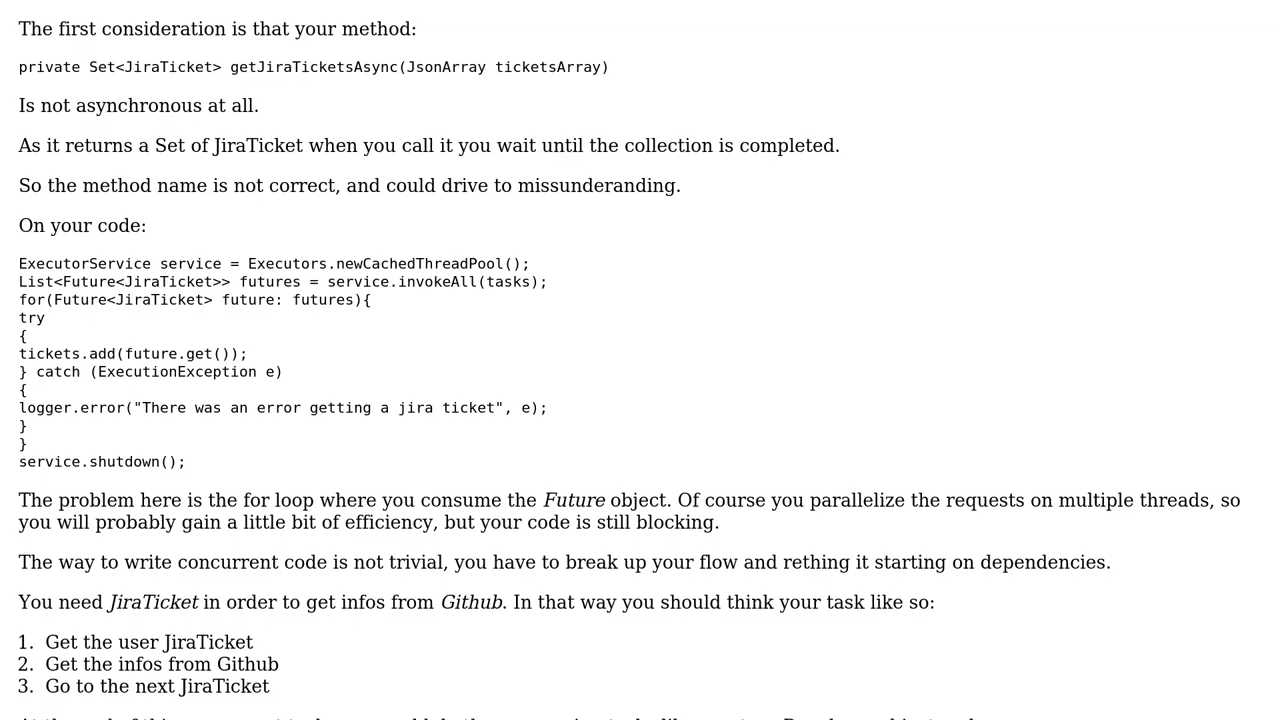 The first consideration is that your method:
private Set<JiraTicket> getJiraTicketsAsync(JsonArray ticketsArray)
Is not asynchronous at all.
As it returns a Set of JiraTicket when you call it you wait until the collection is completed.
So the method name is not correct, and could drive to missunderanding.
On your code:
ExecutorService service = Executors.newCachedThreadPool();
List<Future<JiraTicket>> futures = service.invokeAll(tasks);
for(Future<JiraTicket> future: futures){
try
{
tickets.add(future.get());
} catch (ExecutionException e)
{
logger.error("There was an error getting a jira ticket", e);
}
}
service.shutdown();
The problem here is the for loop where you consume the Future object. Of course you parallelize the requests on multiple threads, so
you will probably gain a little bit of efficiency, but your code is still blocking.
The way to write concurrent code is not trivial, you have to break up your flow and rething it starting on dependencies.
You need JiraTicket in order to get infos from Github. In that way you should think your task like so:
1. Get the user JiraTicket
2. Get the infos from Github
3. Go to the next JiraTicket